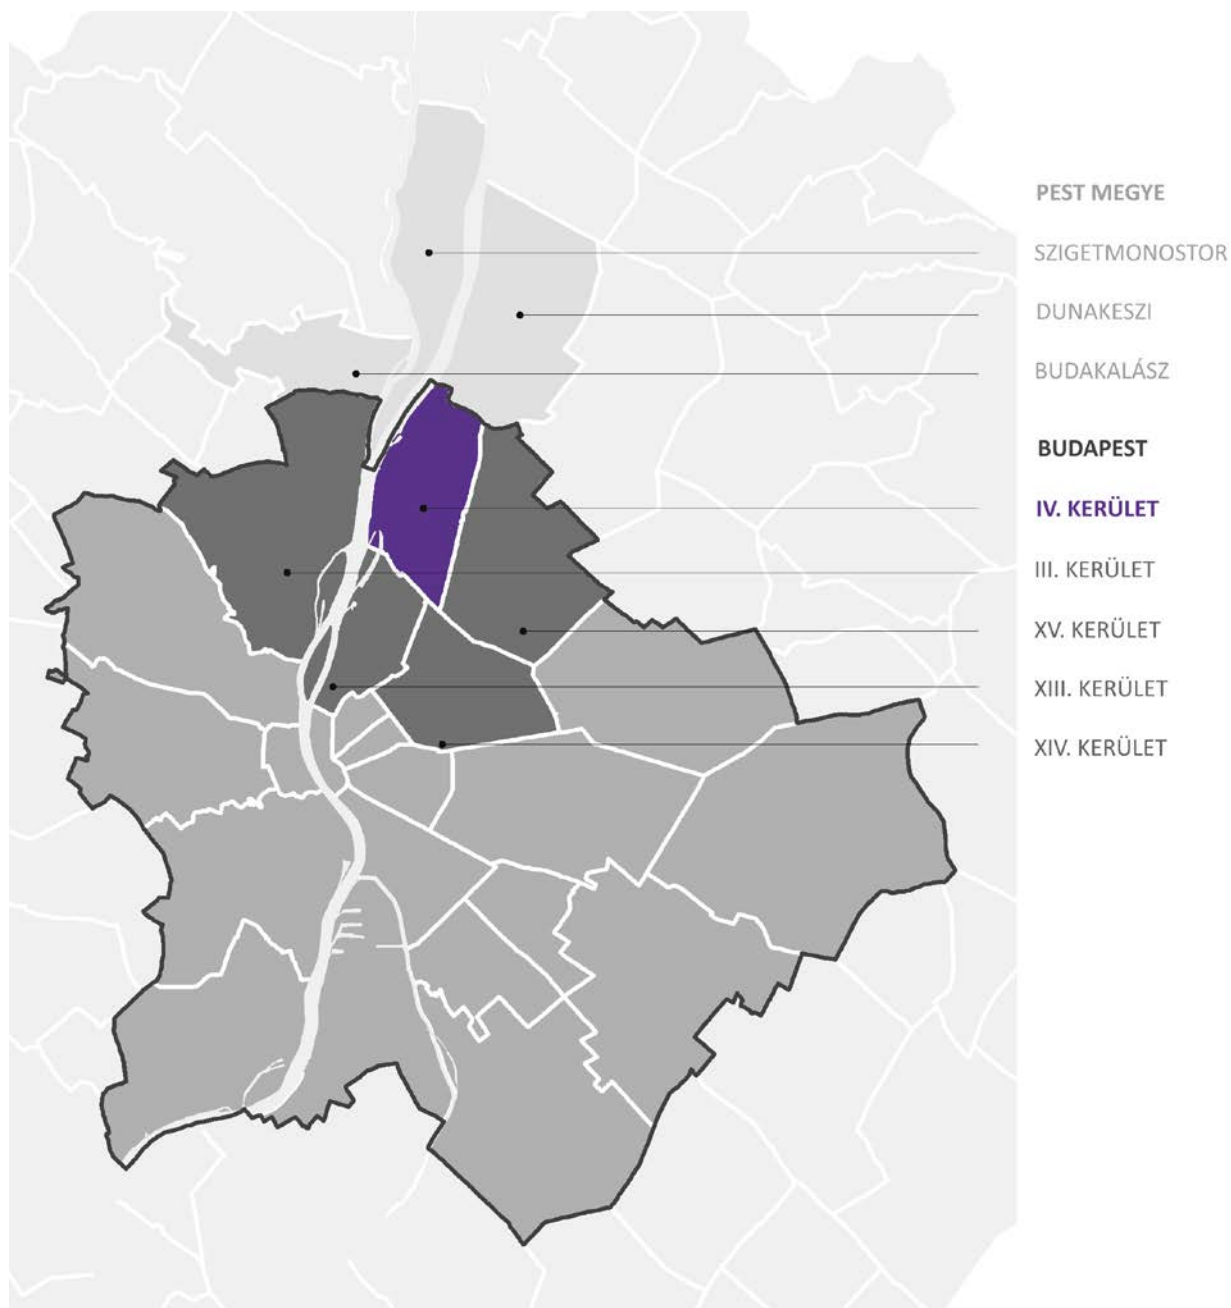 PEST MEGYE
SZIGETMONOSTOR
DUNAKESZI
BUDAKALÁSZ
BUDAPEST
IV. KERÜLET
III. KERÜLET
XV. KERÜLET
XIII. KERÜLET
XIV. KERÜLET